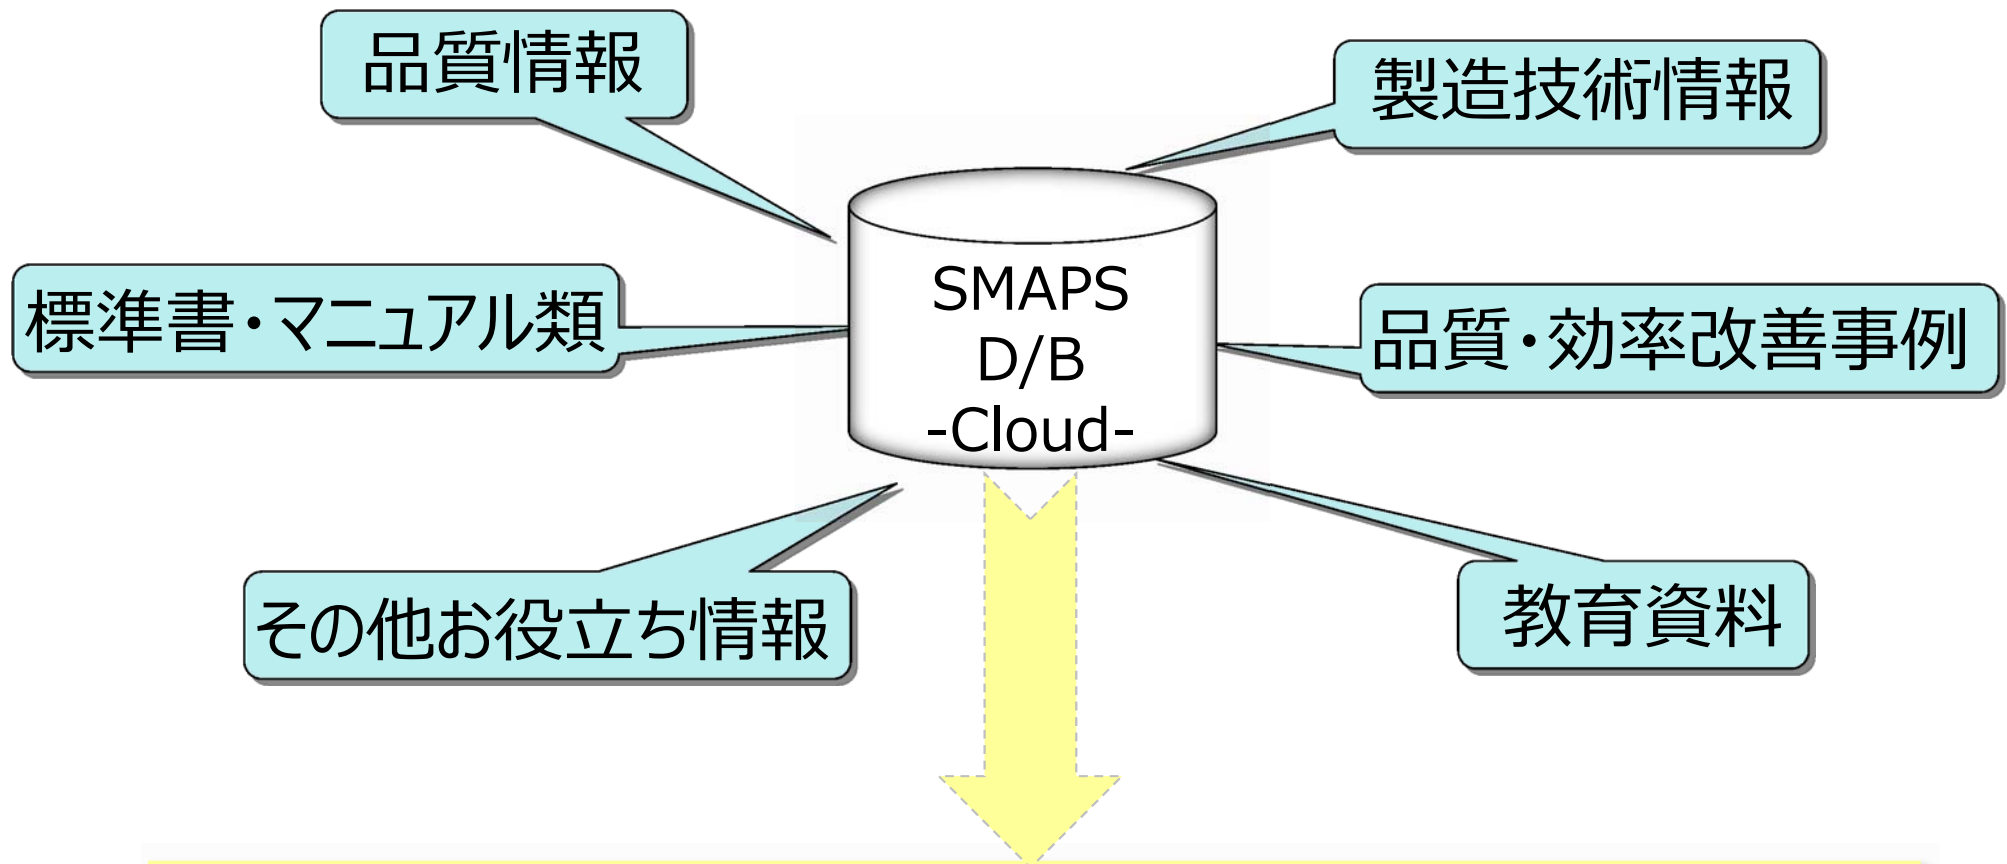 品質情報
製造技術情報
標準書・マニュアル類
SMAPS
D/B
-Cloud-
品質・効率改善事例
その他お役立ち情報
教育資料